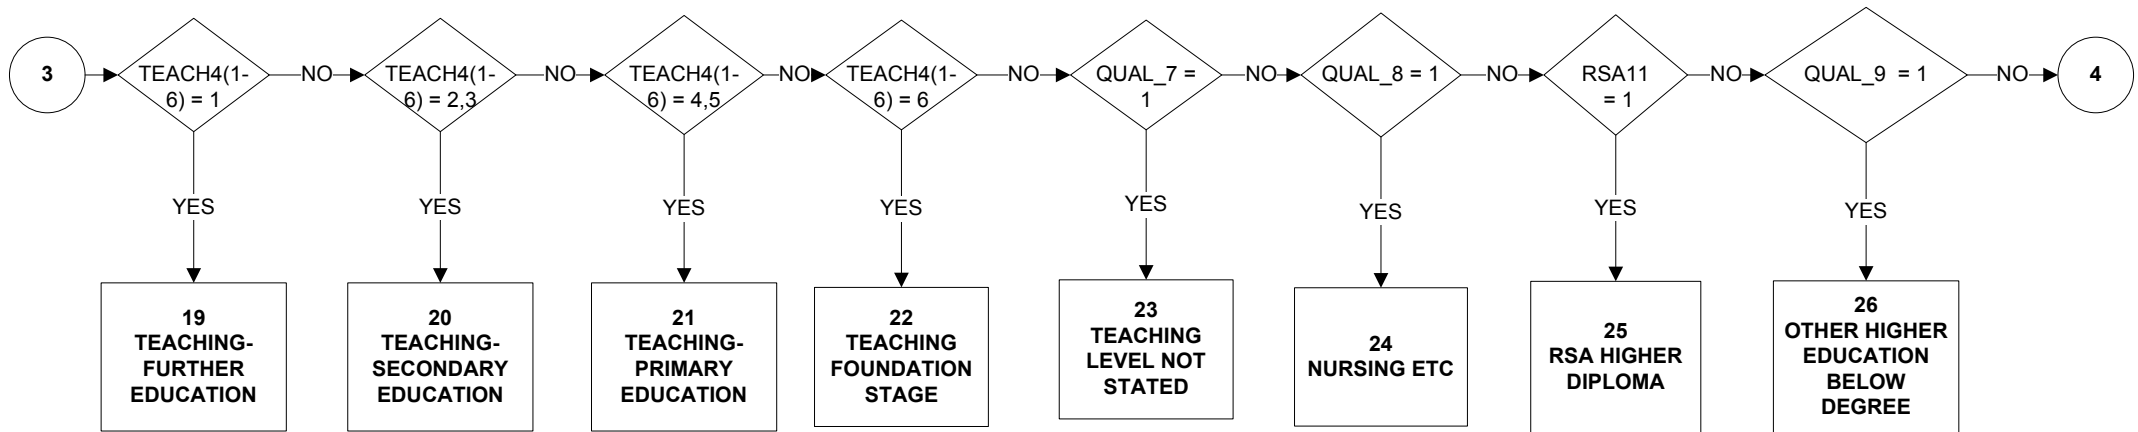 3
TEACH4(1-
6) = 1
NO
TEACH4(1-
6) = 2,3
NO
TEACH4(1-
6) = 4,5
NO
TEACH4(1-
6) = 6
NO
QUAL_7 =
1
NO
QUAL_8 = 1
NO
RSA11
= 1
NO
QUAL_9 = 1
NO
4
YES
YES
YES
YES
YES
YES
YES
YES
19
TEACHING-
FURTHER
EDUCATION
20
TEACHING-
SECONDARY
EDUCATION
21
TEACHING-
PRIMARY
EDUCATION
22
TEACHING
FOUNDATION
STAGE
23
TEACHING
LEVEL NOT
STATED
24
NURSING ETC
25
RSA HIGHER
DIPLOMA
26
OTHER HIGHER
EDUCATION
BELOW
DEGREE